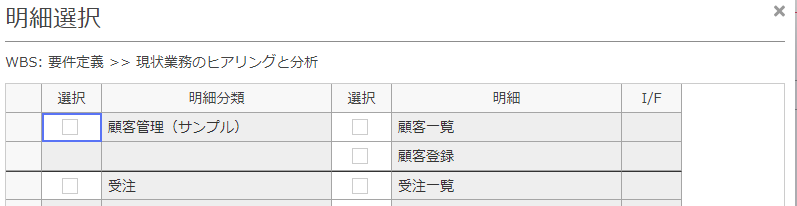 明細選択
WBS: 要件定義 >> 現状業務のヒアリングと分析
選択 明細分類 選択 明細 I/F
顧客管理（サンプル） 顧客一覧
顧客登録
受注 受注一覧